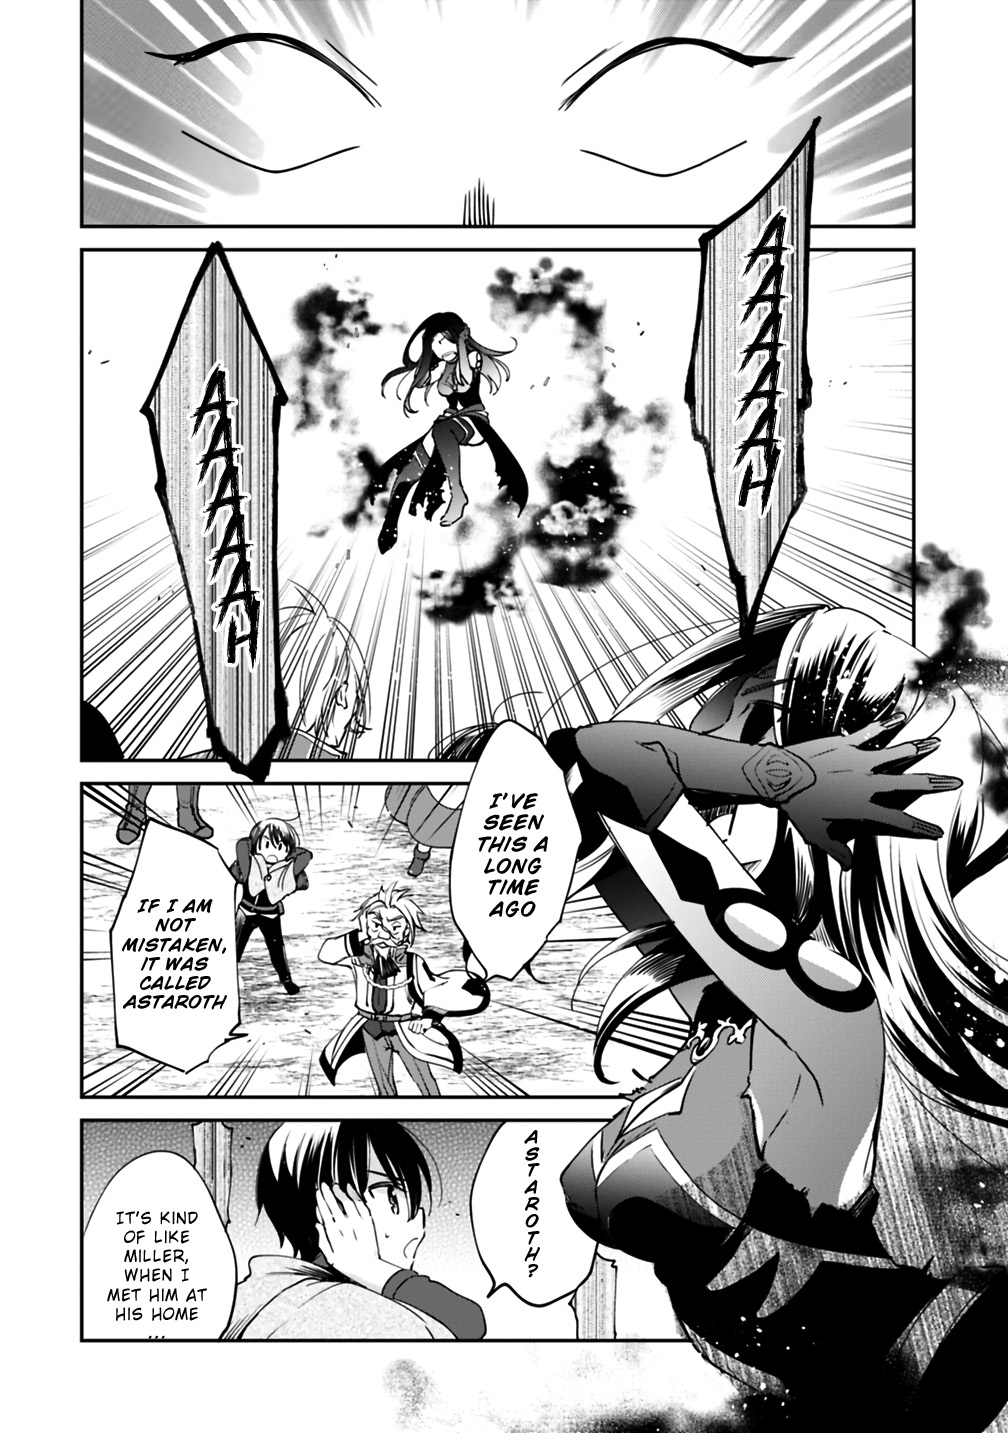 AAAAAH
AAAAAH
I'VE
SEEN
THIS A
LONG
TIME
AGO
IF I AM
NOT
MISTAKEN,
IT WAS
CALLED
ASTAROTH
ASTAROTH?
IT'S KIND
OF LIKE
MILLER,
WHEN I
MET HIM AT
HIS HOME
...